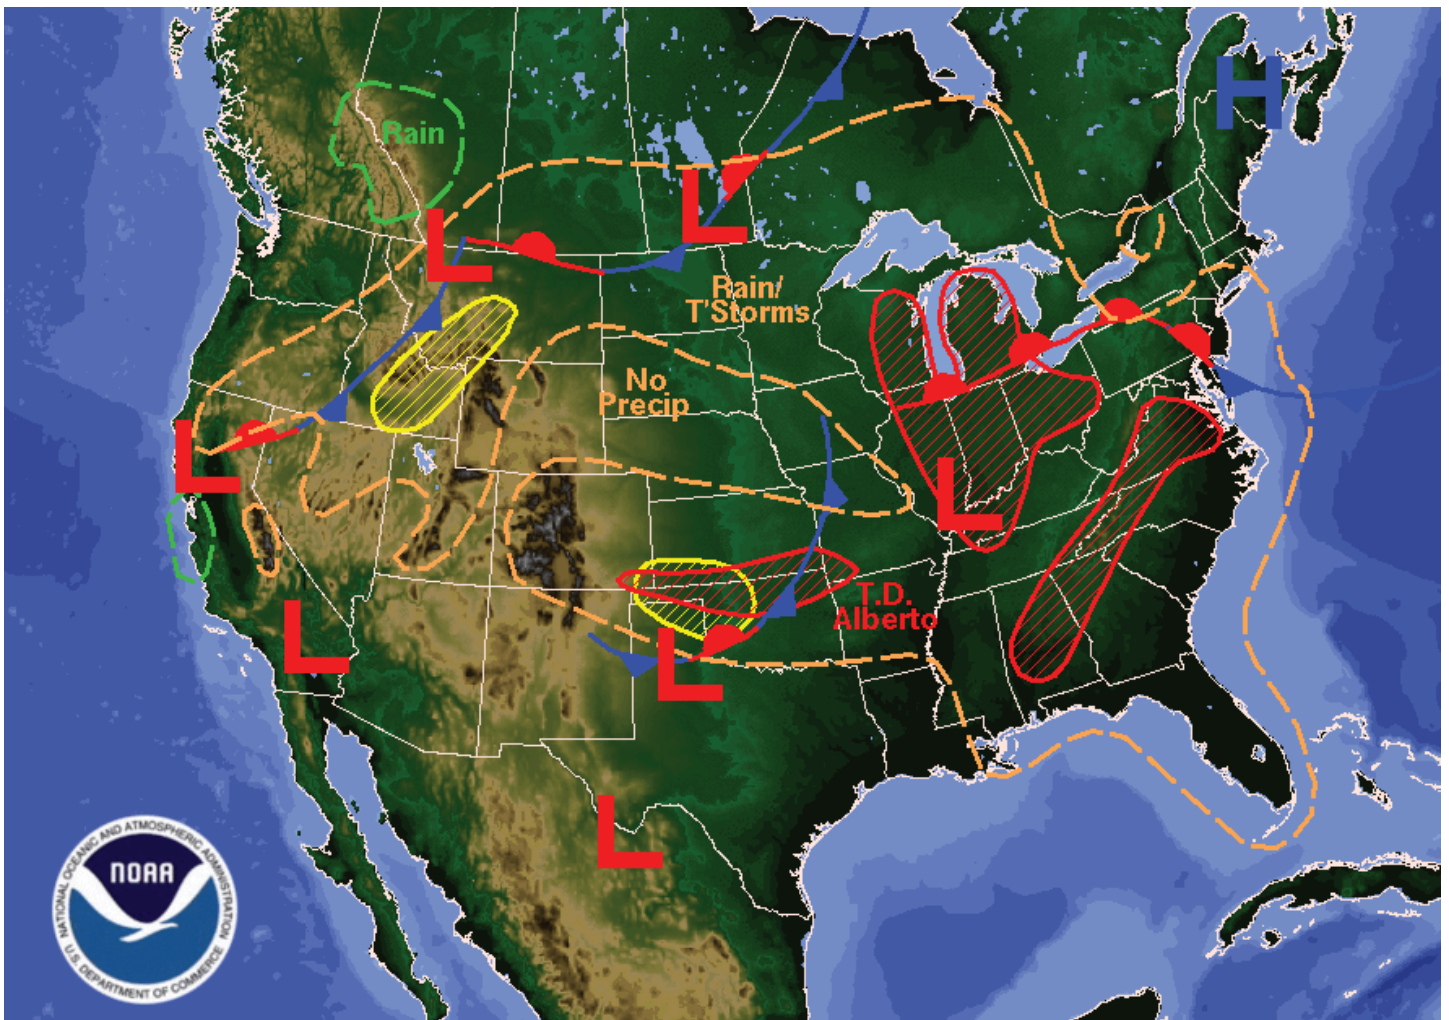 H
Rain
L
L
Rain/
T'Storms
No
Precip
L
L
T.D.
Alberto
L
L
L
NOAA
NATIONAL OCEANIC AND ATMOSPHERIC ADMINISTRATION
U.S. DEPARTMENT OF COMMERCE